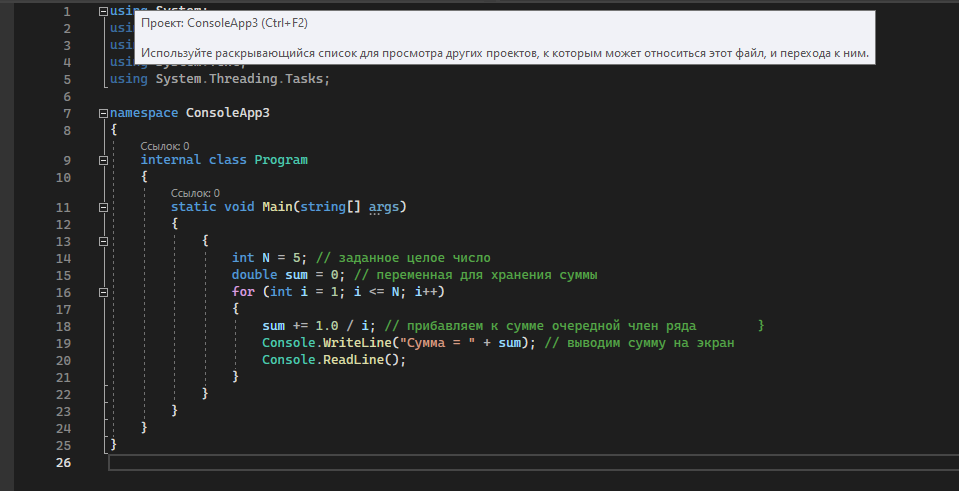 1 using System;
Проект: ConsoleApp3 (Ctrl+F2)
2 usi
3 usi
Используйте раскрывающийся список для просмотра других проектов, к которым может относиться этот файл, и перехода к ним.
4 using System.Text;
5 using System.Threading.Tasks;
6
7 namespace ConsoleApp3
8 {
Ссылок: 0
9 internal class Program
10 {
Ссылок: 0
11 static void Main(string[] args)
12 {
13 {
14 int N = 5; // заданное целое число
15 double sum = 0; // переменная для хранения суммы
16 for (int i = 1; i <= N; i++)
17 {
18 sum += 1.0 / i; // прибавляем к сумме очередной член ряда }
19 Console.WriteLine("Сумма = " + sum); // выводим сумму на экран
20 Console.ReadLine();
21 }
22 }
23 }
24 }
25 }
26